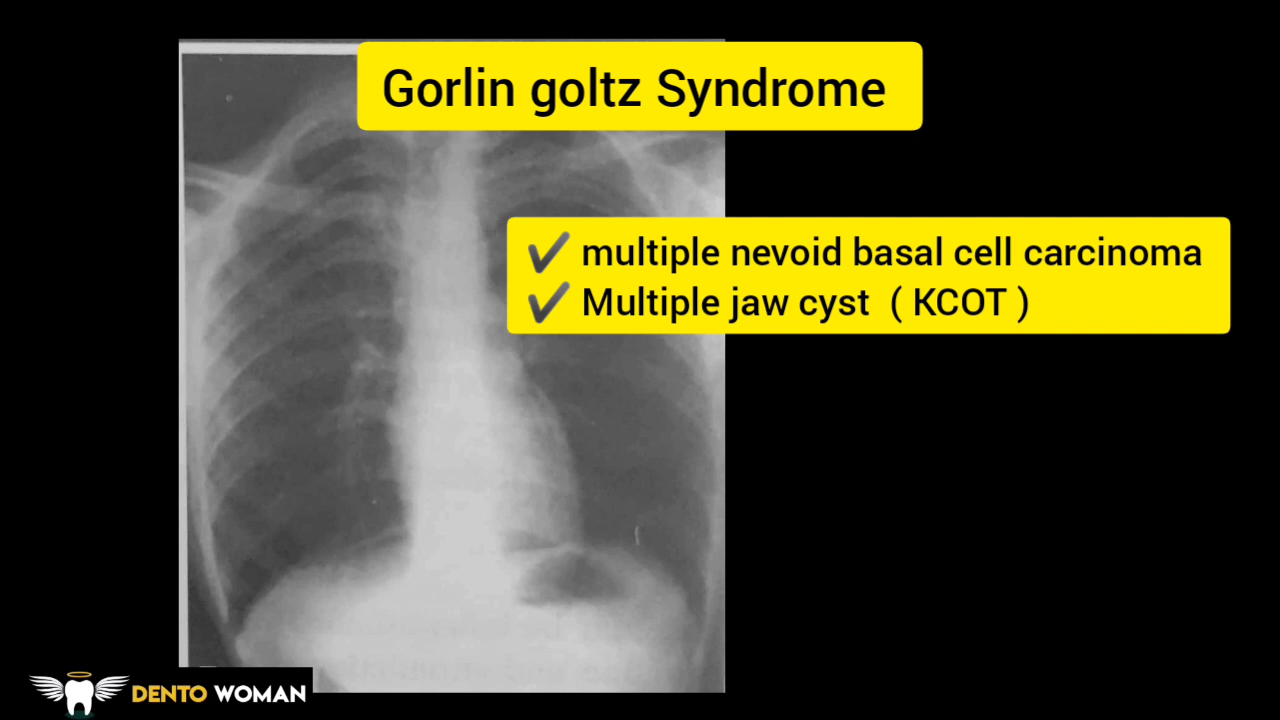 Gorlin goltz Syndrome
✔ multiple nevoid basal cell carcinoma
✔ Multiple jaw cyst ( KCOT )
DENTO WOMAN